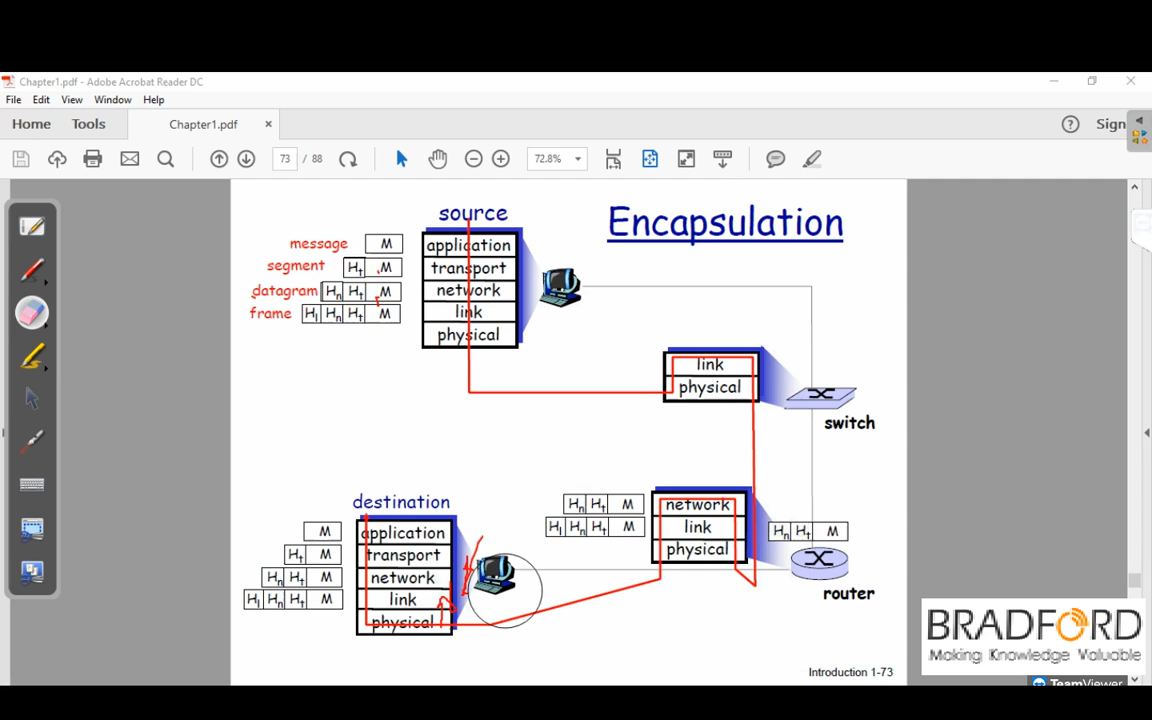 Chapter1.pdf - Adobe Acrobat Reader DC
File Edit View Window Help
Home Tools Chapter1.pdf × ? Sign
73 / 88 72.8%
source Encapsulation
message M application
segment Ht M transport
datagram Hn Ht M network
frame Hl Hn Ht M link
physical
link
physical
switch
destination Hn Ht M network
M application Hl Hn Ht M link Hn Ht M
Ht M transport physical
Hn Ht M network
Hl Hn Ht M link router
physical
BRADFORD
Making Knowledge Valuable
Introduction 1-73
TeamViewer